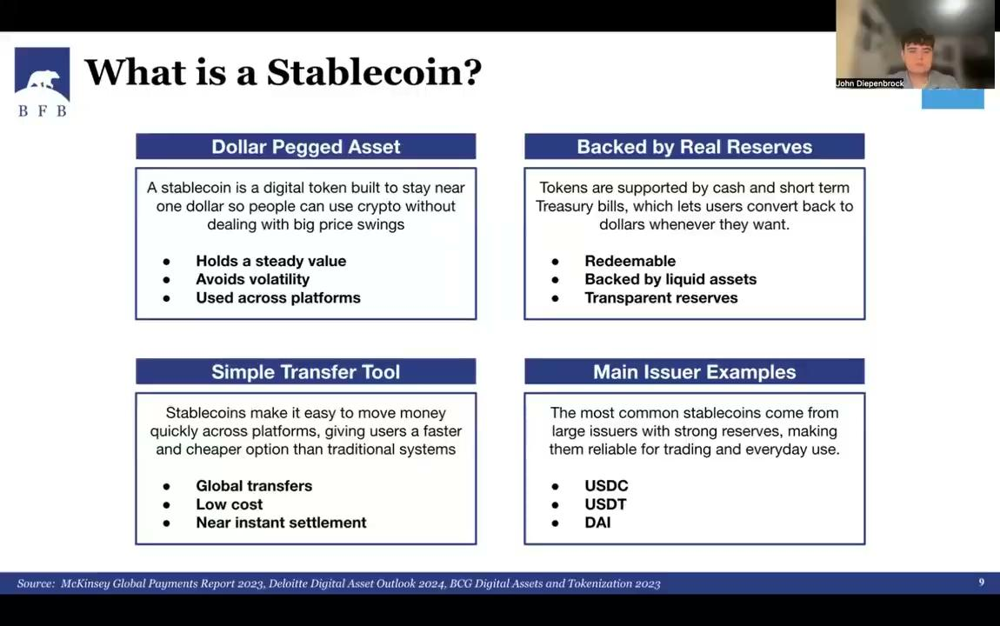 John Diepenbrock
What is a Stablecoin?
B F B
Dollar Pegged Asset
A stablecoin is a digital token built to stay near
one dollar so people can use crypto without
dealing with big price swings
● Holds a steady value
● Avoids volatility
● Used across platforms
Backed by Real Reserves
Tokens are supported by cash and short term
Treasury bills, which lets users convert back to
dollars whenever they want.
● Redeemable
● Backed by liquid assets
● Transparent reserves
Simple Transfer Tool
Stablecoins make it easy to move money
quickly across platforms, giving users a faster
and cheaper option than traditional systems
● Global transfers
● Low cost
● Near instant settlement
Main Issuer Examples
The most common stablecoins come from
large issuers with strong reserves, making
them reliable for trading and everyday use.
● USDC
● USDT
● DAI
Source: McKinsey Global Payments Report 2023, Deloitte Digital Asset Outlook 2024, BCG Digital Assets and Tokenization 2023
9